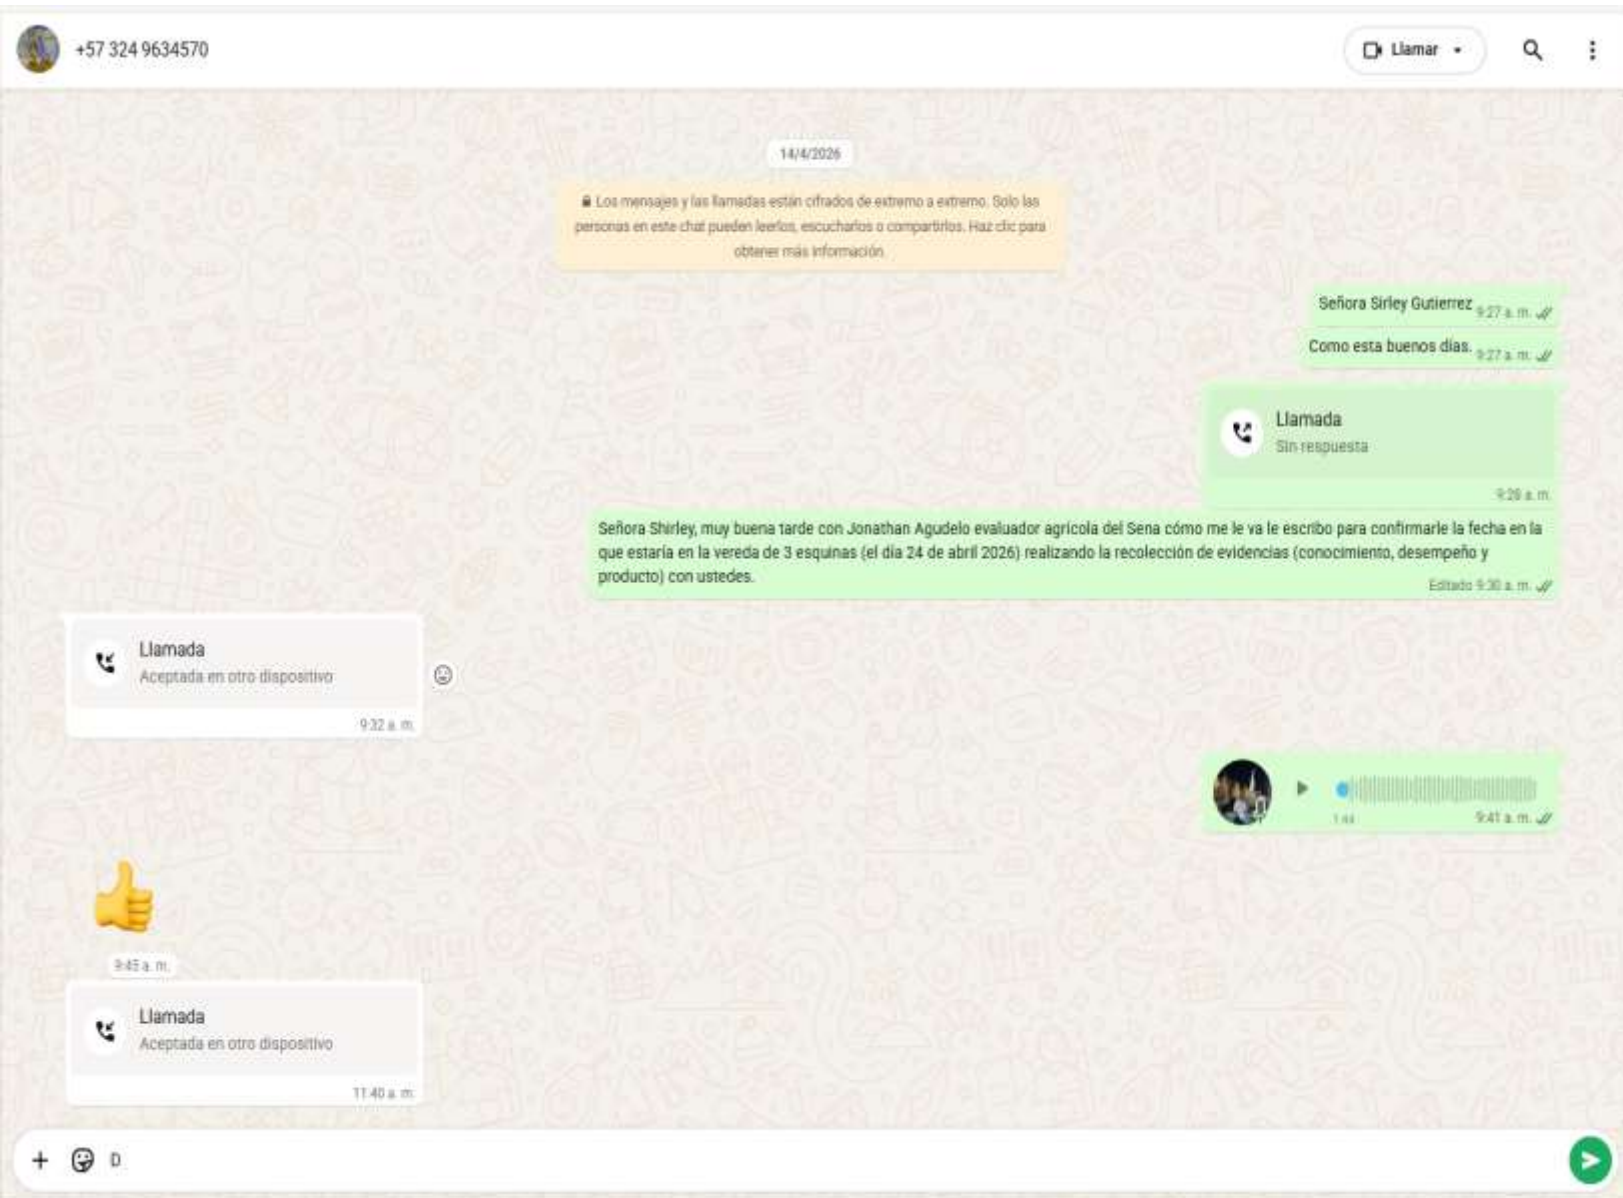 +57 324 9634570
Llamar
14/4/2026
Los mensajes y las llamadas están cifrados de extremo a extremo. Solo las
personas en este chat pueden leerlos, escucharlos o compartirlos. Haz clic para
obtener más información.
Señora Sirley Gutierrez 9:27 a. m.
Como esta buenos días. 9:27 a. m.
Llamada
Sin respuesta
a. m.
Señora Shirley, muy buena tarde con Jonathan Agudelo evaluador agrícola del Sena cómo me le va le escribo para confirmarle la fecha en la
que estaría en la vereda de 3 esquinas (el día 24 de abril 2026) realizando la recolección de evidencias (conocimiento, desempeño y
producto) con ustedes.
Editado 9:30 a. m.
Llamada
Aceptada en otro dispositivo
9:32 a. m.
9:41 a. m.
a. m.
Llamada
Aceptada en otro dispositivo
11:40 a. m.
D